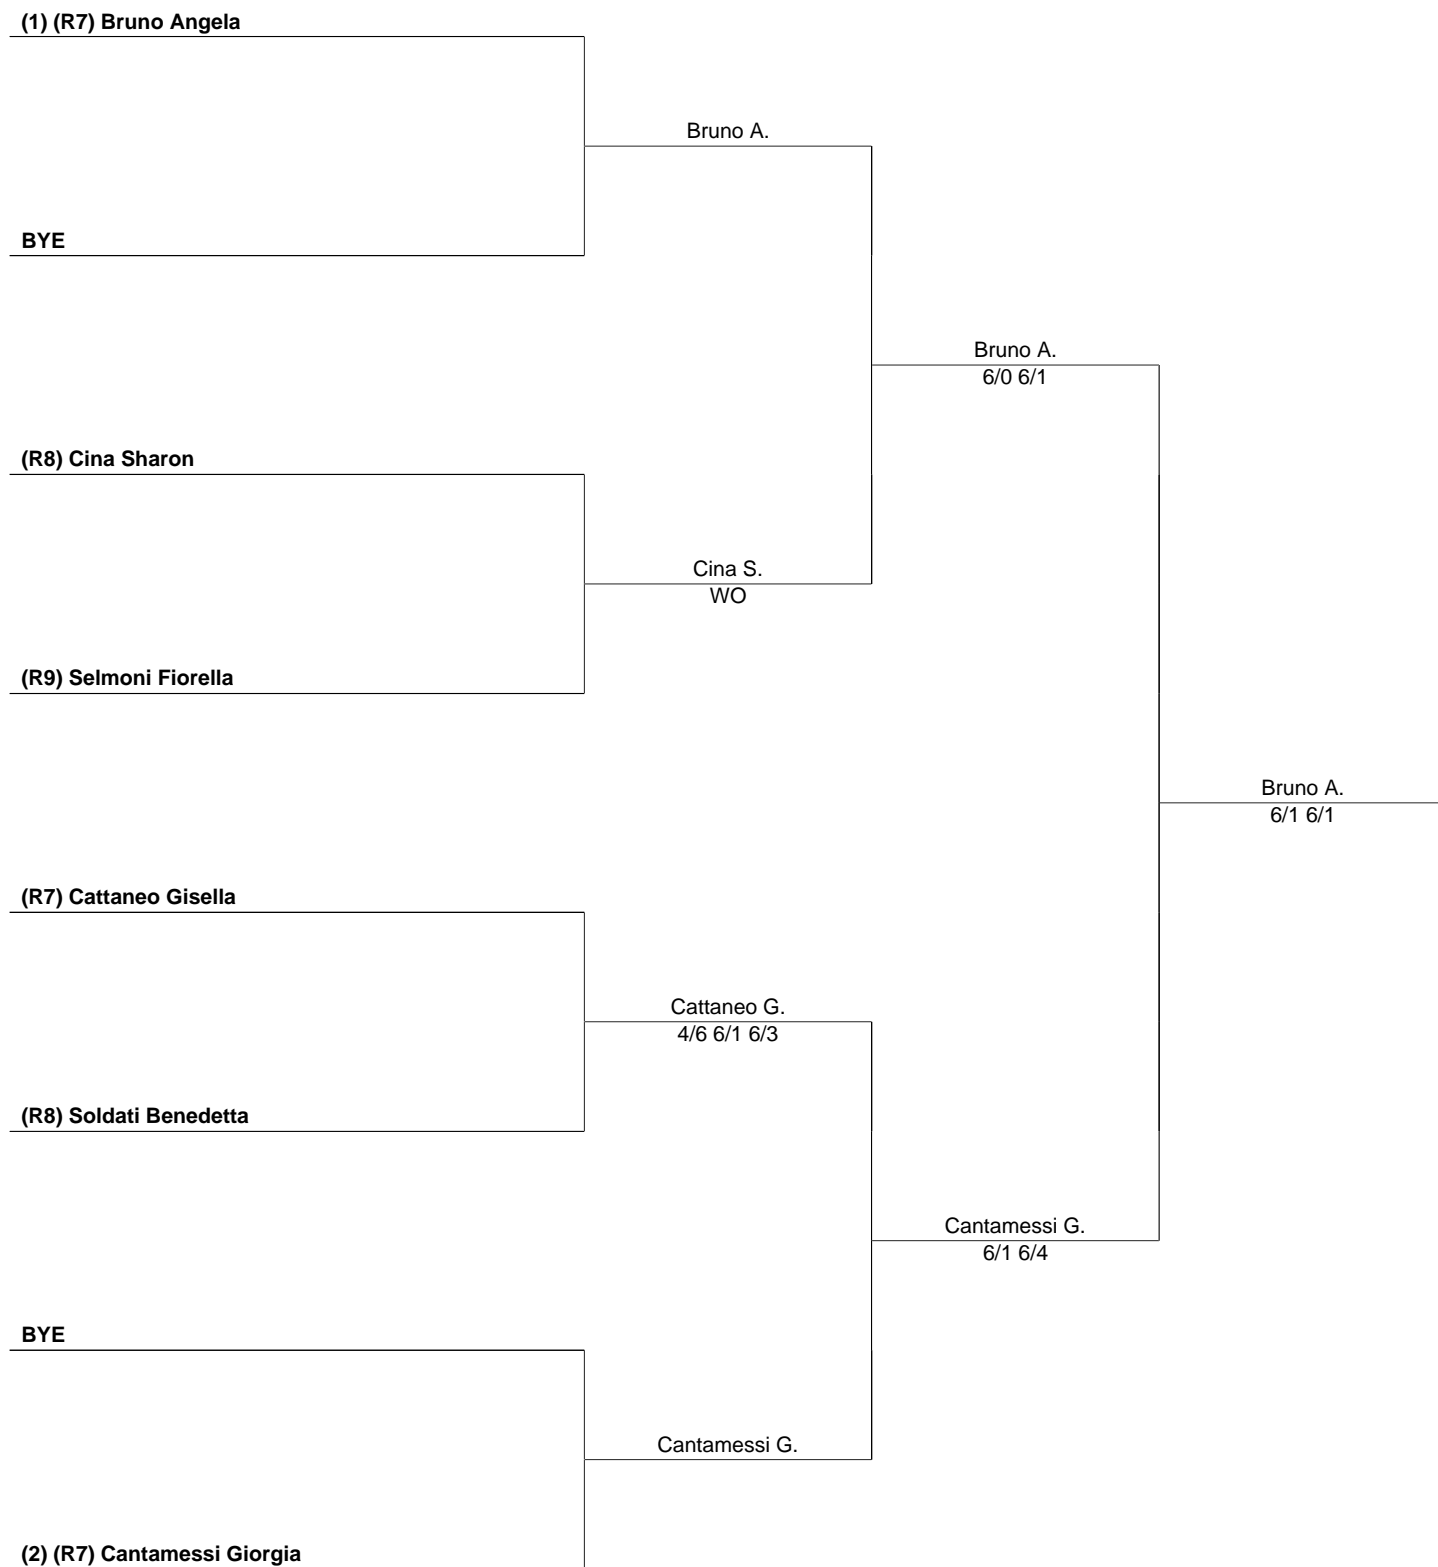 (1) (R7) Bruno Angela
Bruno A.
BYE
Bruno A.
6/0 6/1
(R8) Cina Sharon
Cina S.
WO
(R9) Selmoni Fiorella
Bruno A.
6/1 6/1
(R7) Cattaneo Gisella
Cattaneo G.
4/6 6/1 6/3
(R8) Soldati Benedetta
Cantamessi G.
6/1 6/4
BYE
Cantamessi G.
(2) (R7) Cantamessi Giorgia